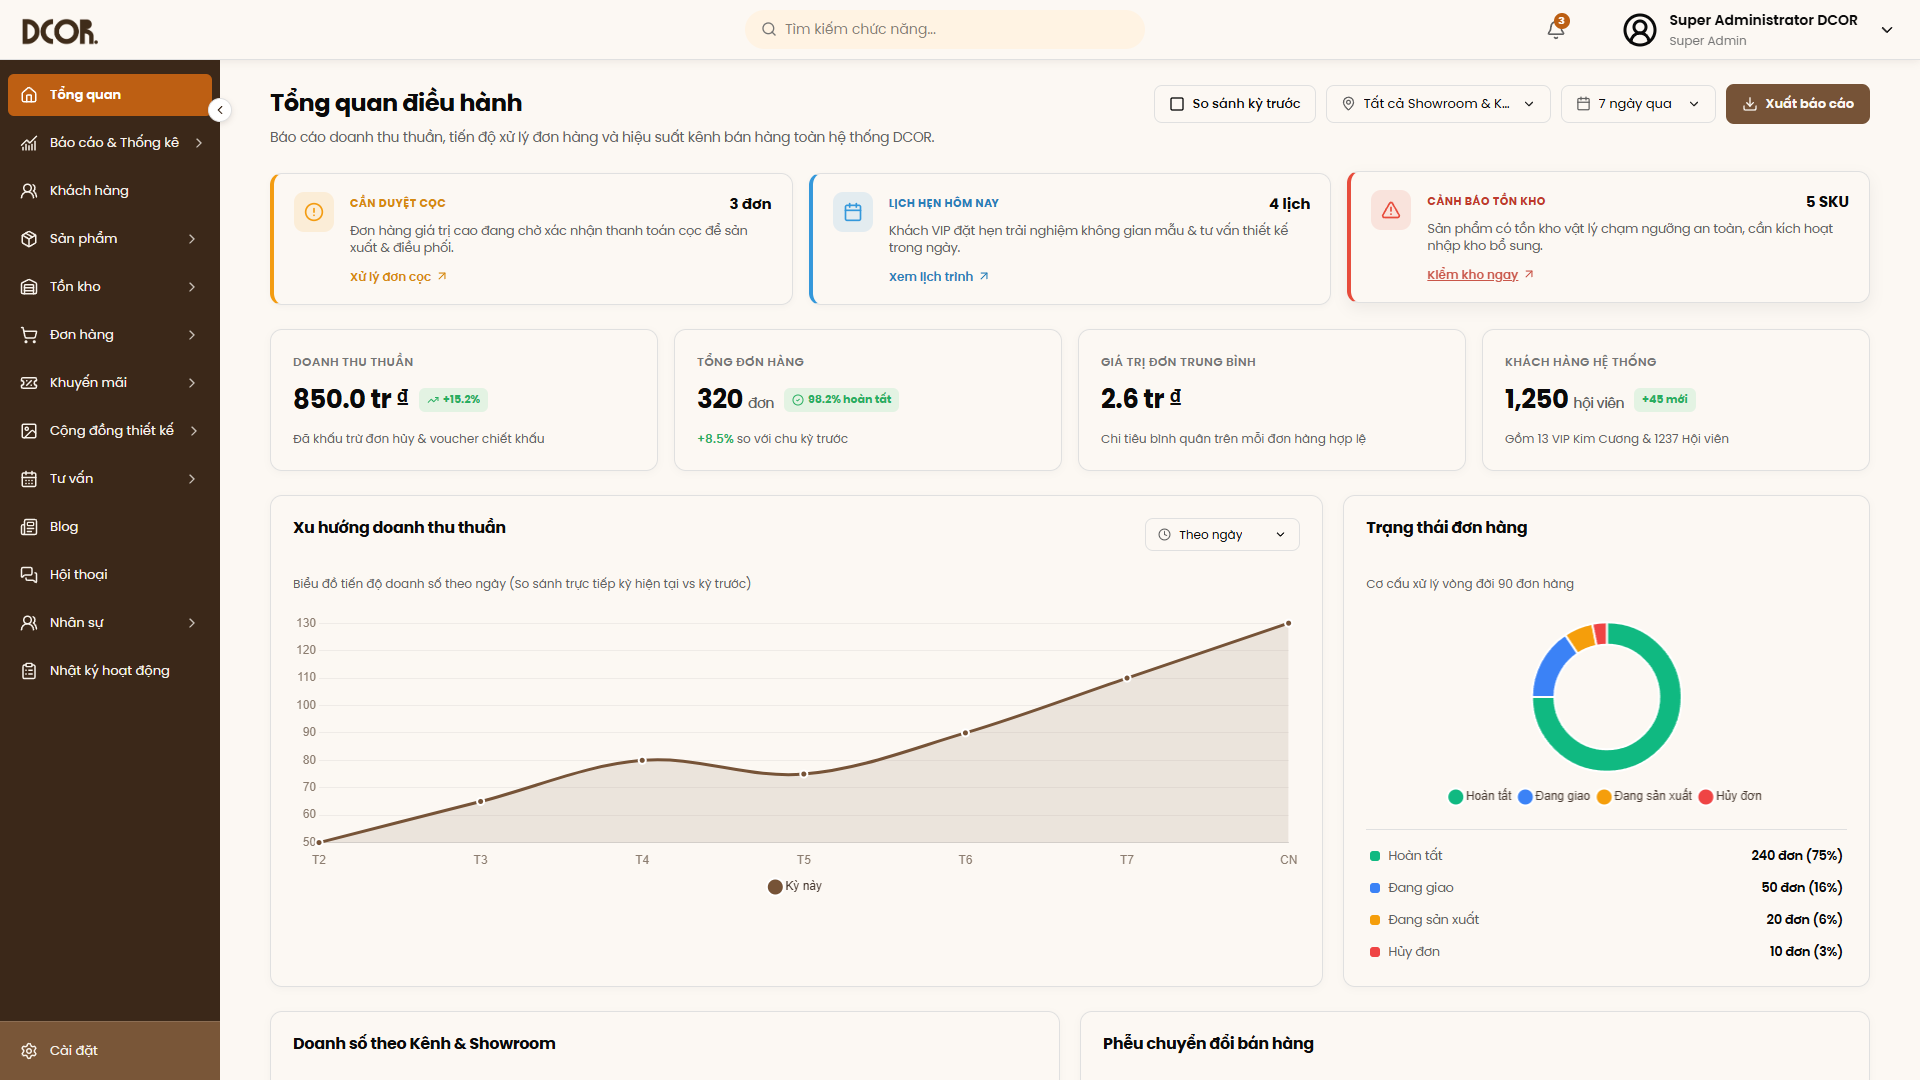 DCOR.
Tìm kiếm chức năng...
3
Super Administrator DCOR
Super Admin
Tổng quan
Báo cáo & Thống kê
Khách hàng
Sản phẩm
Tồn kho
Đơn hàng
Khuyến mãi
Cộng đồng thiết kế
Tư vấn
Blog
Hội thoại
Nhân sự
Nhật ký hoạt động
Cài đặt
Tổng quan điều hành
Báo cáo doanh thu thuần, tiến độ xử lý đơn hàng và hiệu suất kênh bán hàng toàn hệ thống DCOR.
So sánh kỳ trước
Tất cả Showroom & K...
7 ngày qua
Xuất báo cáo
CẦN DUYỆT CỌC
3 đơn
Đơn hàng giá trị cao đang chờ xác nhận thanh toán cọc để sản
xuất & điều phối.
Xử lý đơn cọc
LỊCH HẸN HÔM NAY
4 lịch
Khách VIP đặt hẹn trải nghiệm không gian mẫu & tư vấn thiết kế
trong ngày.
Xem lịch trình
CẢNH BÁO TỒN KHO
5 SKU
Sản phẩm có tồn kho vật lý chạm ngưỡng an toàn, cần kích hoạt
nhập kho bổ sung.
Kiểm kho ngay
DOANH THU THUẦN
850.0 tr ₫
+15.2%
Đã khấu trừ đơn hủy & voucher chiết khấu
TỔNG ĐƠN HÀNG
320 đơn
98.2% hoàn tất
+8.5% so với chu kỳ trước
GIÁ TRỊ ĐƠN TRUNG BÌNH
2.6 tr ₫
Chi tiêu bình quân trên mỗi đơn hàng hợp lệ
KHÁCH HÀNG HỆ THỐNG
1,250 hội viên
+45 mới
Gồm 13 VIP Kim Cương & 1237 Hội viên
Xu hướng doanh thu thuần
Theo ngày
Biểu đồ tiến độ doanh số theo ngày (So sánh trực tiếp kỳ hiện tại vs kỳ trước)
130
120
110
100
90
80
70
60
50
T2
T3
T4
T5
T6
T7
CN
Kỳ này
Trạng thái đơn hàng
Cơ cấu xử lý vòng đời 90 đơn hàng
Hoàn tất
Đang giao
Đang sản xuất
Hủy đơn
Hoàn tất
240 đơn (75%)
Đang giao
50 đơn (16%)
Đang sản xuất
20 đơn (6%)
Hủy đơn
10 đơn (3%)
Doanh số theo Kênh & Showroom
Phễu chuyển đổi bán hàng